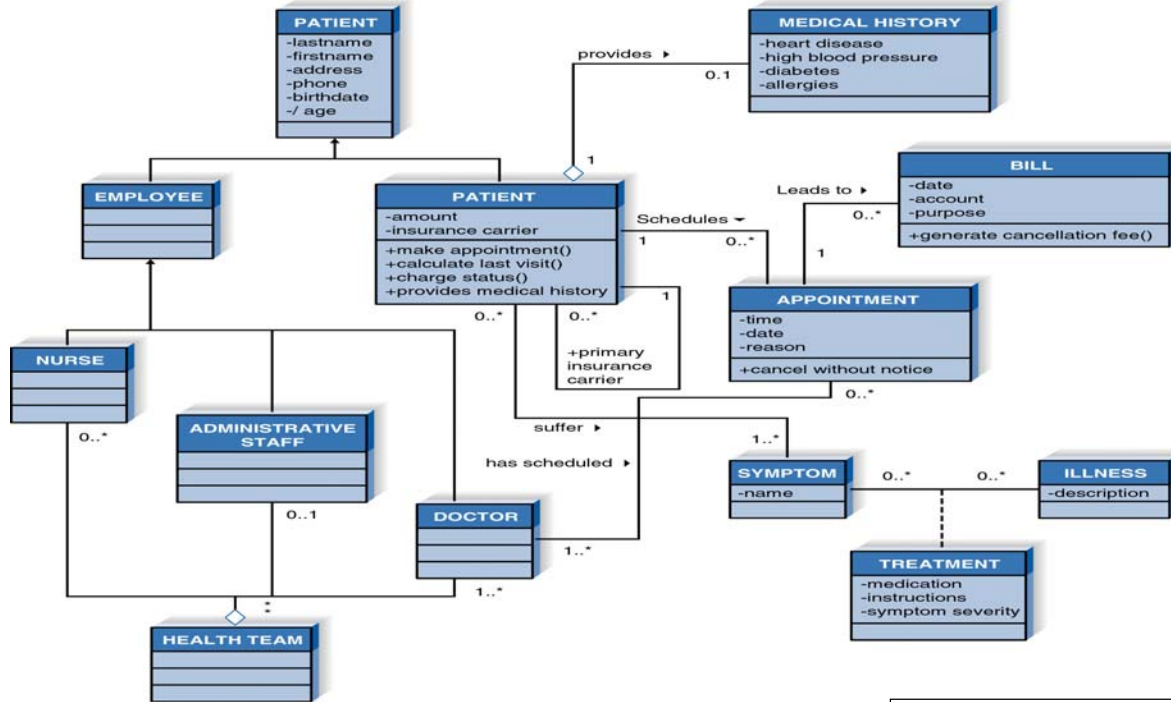 PATIENT
-lastname
-firstname
-address
-phone
-birthdate
-/ age
MEDICAL HISTORY
-heart disease
-high blood pressure
-diabetes
-allergies
provides ▸
0.1
1
EMPLOYEE
PATIENT
-amount
-insurance carrier
+make appointment()
+calculate last visit()
+charge status()
+provides medical history
BILL
-date
-account
-purpose
+generate cancellation fee()
Leads to ▸
0..*
1
Schedules ▾
1
0..*
APPOINTMENT
-time
-date
-reason
+cancel without notice
0..*
0..*
0..*
1
+primary
insurance
carrier
NURSE
0..*
ADMINISTRATIVE
STAFF
0..1
suffer ▸
1..*
has scheduled ▸
DOCTOR
1..*
1..*
SYMPTOM
-name
0..*
0..*
ILLNESS
-description
TREATMENT
-medication
-instructions
-symptom severity
*
*
HEALTH TEAM